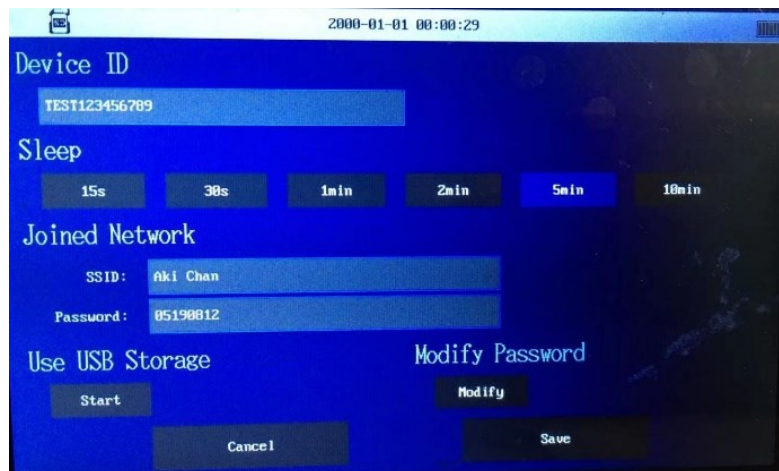 2000-01-01 00:00:29
Device ID
TEST123456789
Sleep
15s 30s 1min 2min 5min 10min
Joined Network
SSID: Aki Chan
Password: 05190812
Use USB Storage Modify Password
Start Modify
Cancel Save